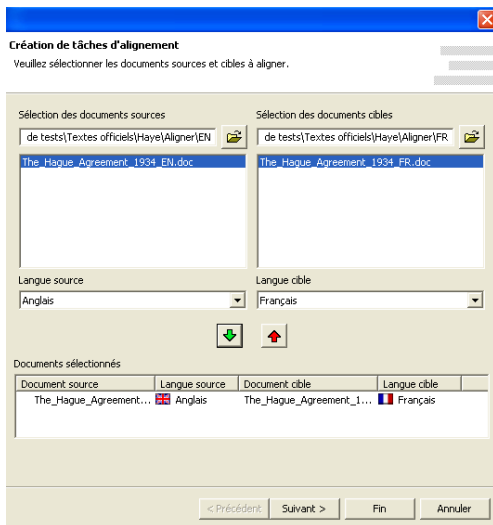 Création de tâches d'alignement
Veuillez sélectionner les documents sources et cibles à aligner.
Sélection des documents sources
Sélection des documents cibles
de tests\Textes officiels\Haye\Aligner\EN
de tests\Textes officiels\Haye\Aligner\FR
The_Hague_Agreement_1934_EN.doc
The_Hague_Agreement_1934_FR.doc
Langue source
Langue cible
Anglais
Français
Documents sélectionnés
Document source Langue source Document cible Langue cible
The_Hague_Agreement... Anglais The_Hague_Agreement_1... Français
< Précédent Suivant > Fin Annuler